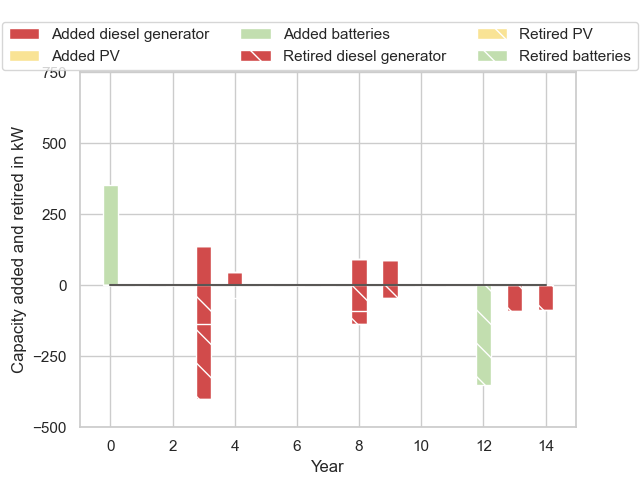 Added diesel generator Added batteries Retired PV
Added PV Retired diesel generator Retired batteries
750
500
250
0
−250
−500
Capacity added and retired in kW
0 2 4 6 8 10 12 14
Year